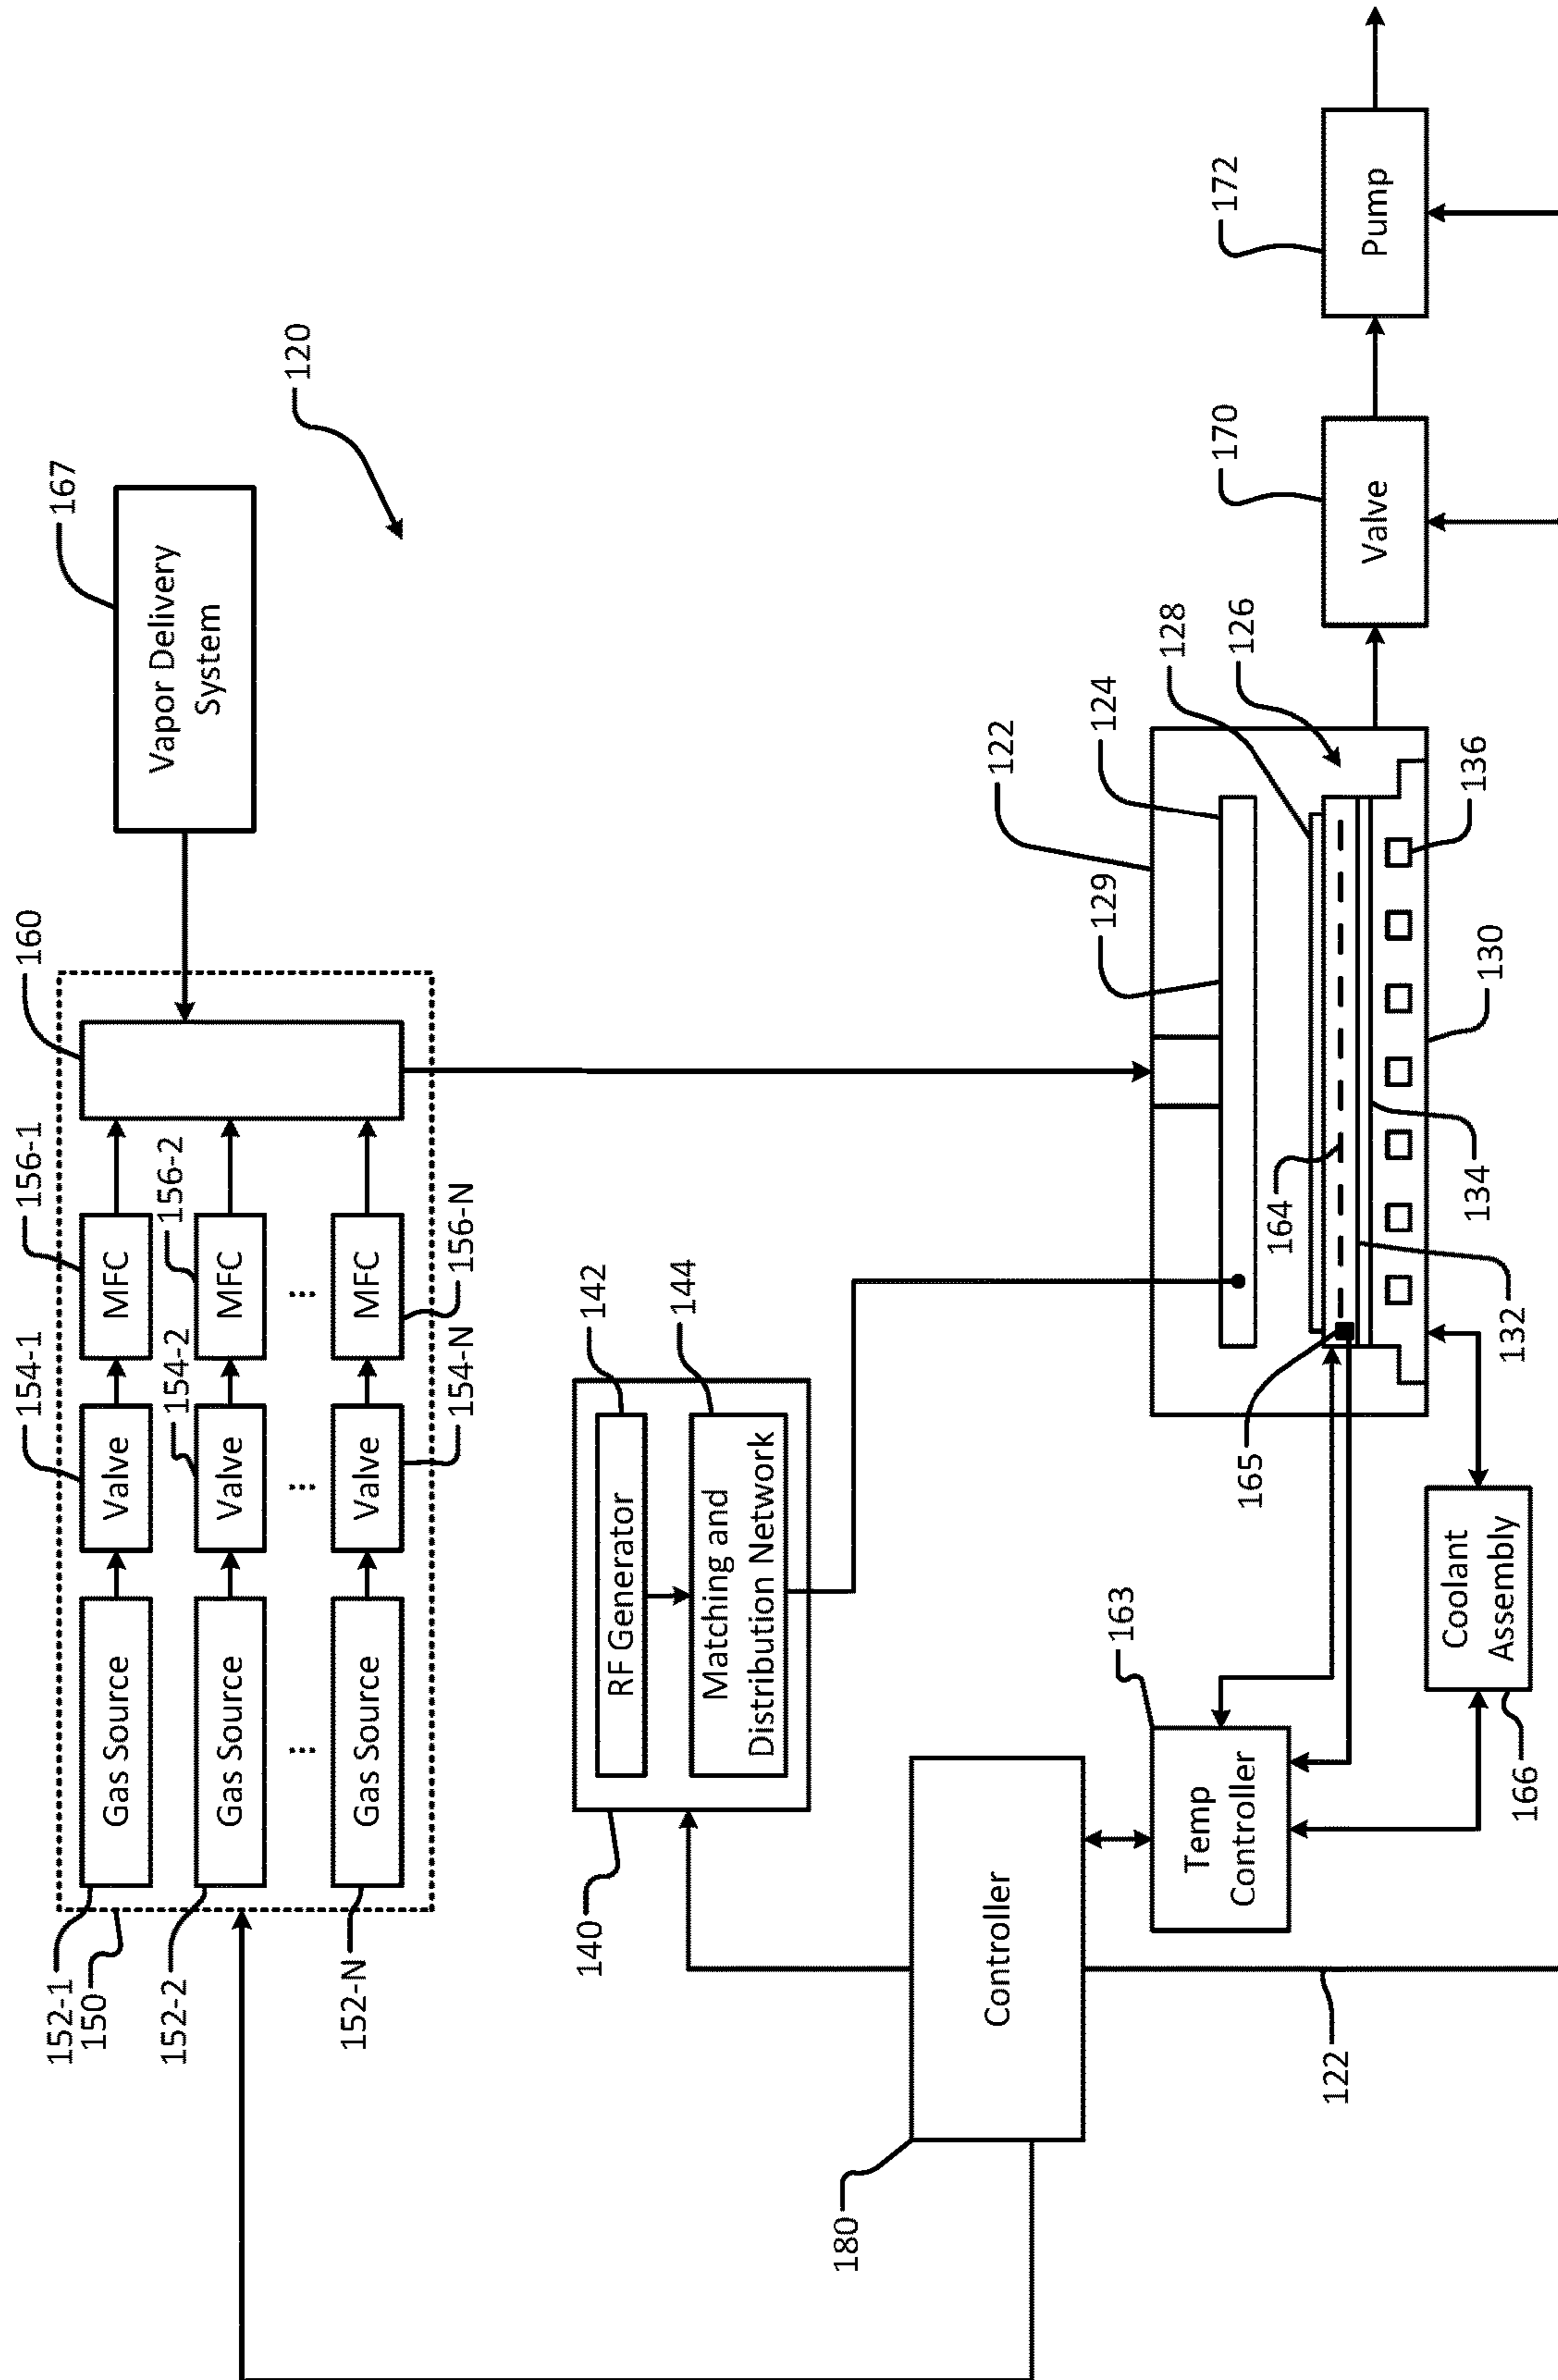 120
167
Vapor Delivery
System
160
156-1
156-2
156-N
MFC
MFC
MFC
⋮
154-1
154-2
154-N
Valve
Valve
Valve
⋮
Gas Source
Gas Source
Gas Source
⋮
152-1
150
152-2
152-N
142
144
RF Generator
Matching and
Distribution Network
140
Controller
180
122
163
Temp
Controller
Coolant
Assembly
166
122
124
129
128
126
164
165
132
134
130
136
170
Valve
172
Pump